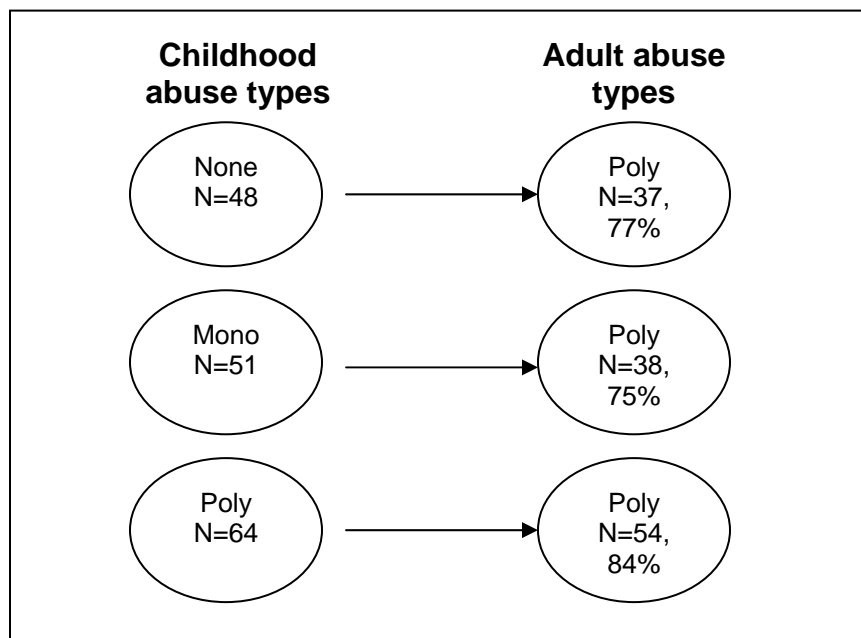 Childhood
abuse types
Adult abuse
types
None
N=48
Poly
N=37,
77%
Mono
N=51
Poly
N=38,
75%
Poly
N=64
Poly
N=54,
84%